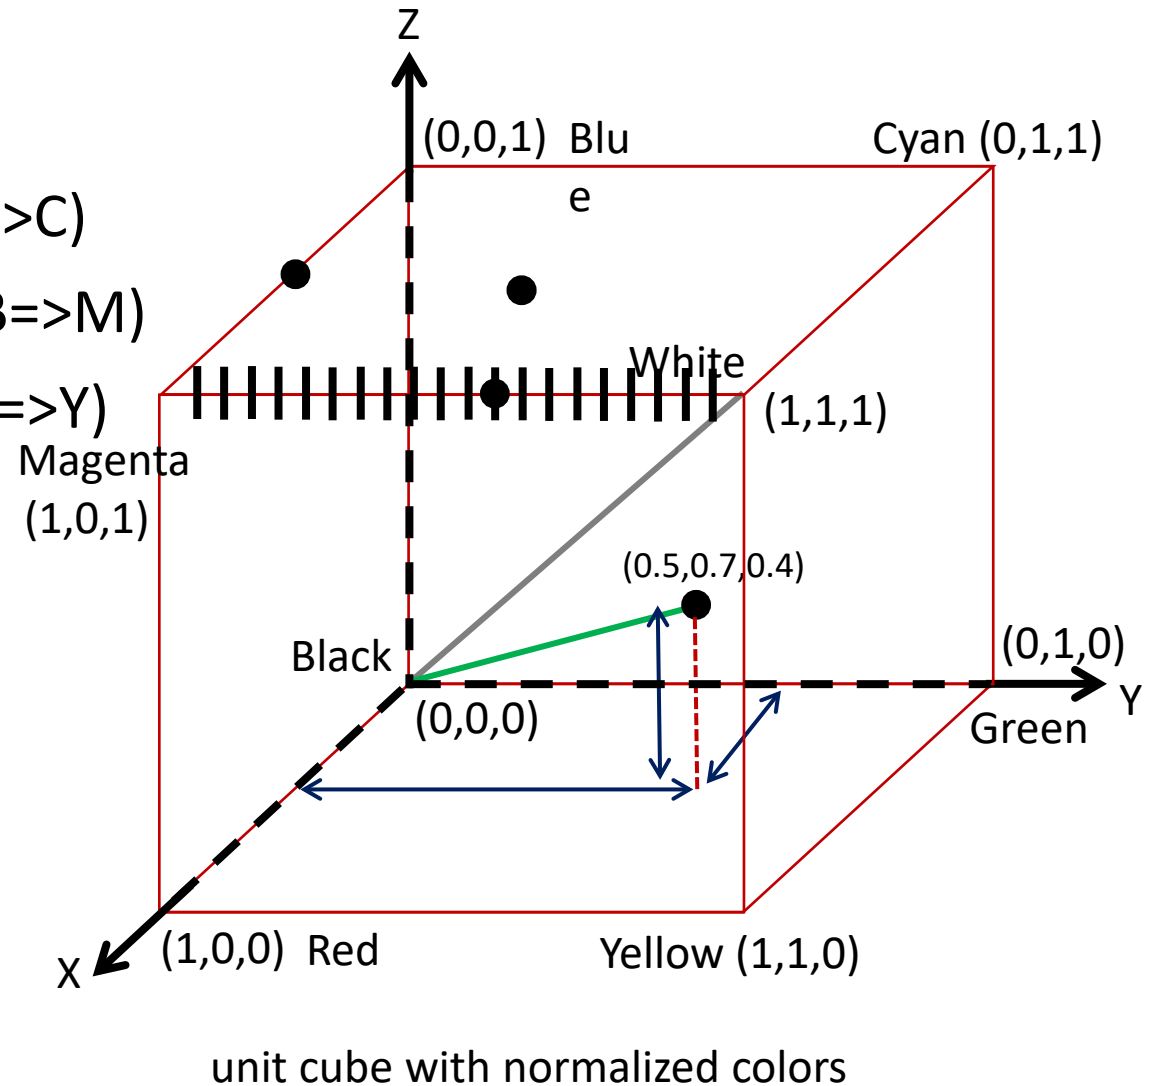 Z
(0,0,1) Blu
e
Cyan (0,1,1)
>C)
B=>M)
=>Y)
White
(1,1,1)
Magenta
(1,0,1)
(0.5,0.7,0.4)
Black
(0,0,0)
(0,1,0)
Y
Green
X
(1,0,0) Red
Yellow (1,1,0)
unit cube with normalized colors